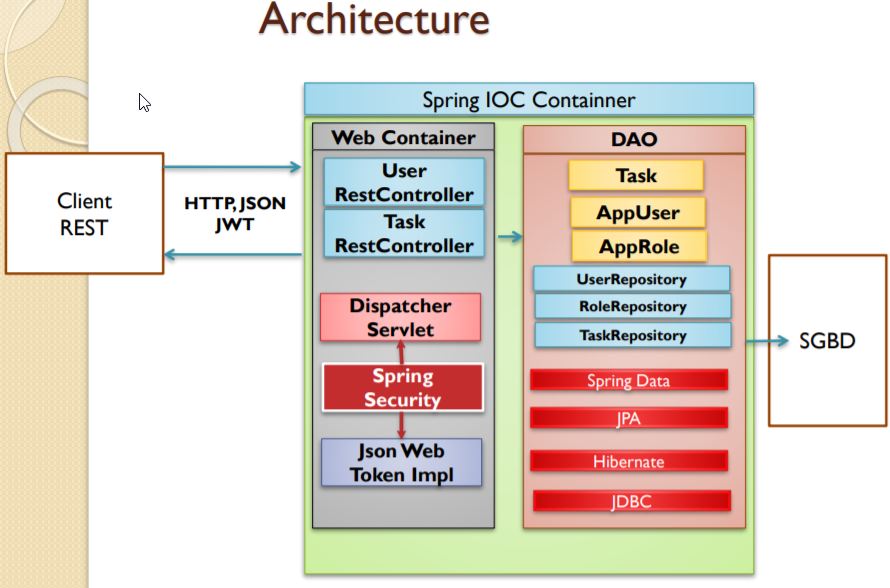 Architecture
Spring IOC Containner
Web Container
User
RestController
Task
RestController
Dispatcher
Servlet
Spring
Security
Json Web
Token Impl
DAO
Task
AppUser
AppRole
UserRepository
RoleRepository
TaskRepository
Spring Data
JPA
Hibernate
JDBC
Client
REST
HTTP, JSON
JWT
SGBD